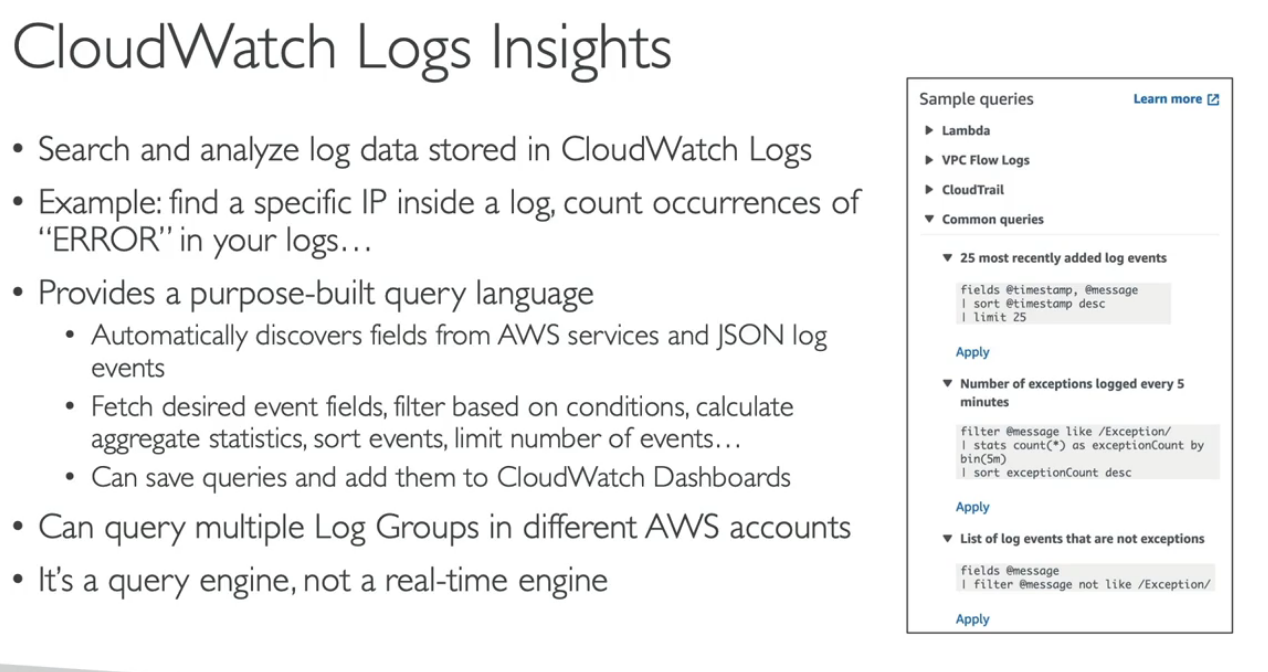 CloudWatch Logs Insights
• Search and analyze log data stored in CloudWatch Logs
• Example: find a specific IP inside a log, count occurrences of
“ERROR” in your logs…
• Provides a purpose-built query language
• Automatically discovers fields from AWS services and JSON log
events
• Fetch desired event fields, filter based on conditions, calculate
aggregate statistics, sort events, limit number of events…
• Can save queries and add them to CloudWatch Dashboards
• Can query multiple Log Groups in different AWS accounts
• It’s a query engine, not a real-time engine
Sample queries Learn more
Lambda
VPC Flow Logs
CloudTrail
Common queries
25 most recently added log events
fields @timestamp, @message
| sort @timestamp desc
| limit 25
Apply
Number of exceptions logged every 5
minutes
filter @message like /Exception/
| stats count(*) as exceptionCount by
bin(5m)
| sort exceptionCount desc
Apply
List of log events that are not exceptions
fields @message
| filter @message not like /Exception/
Apply